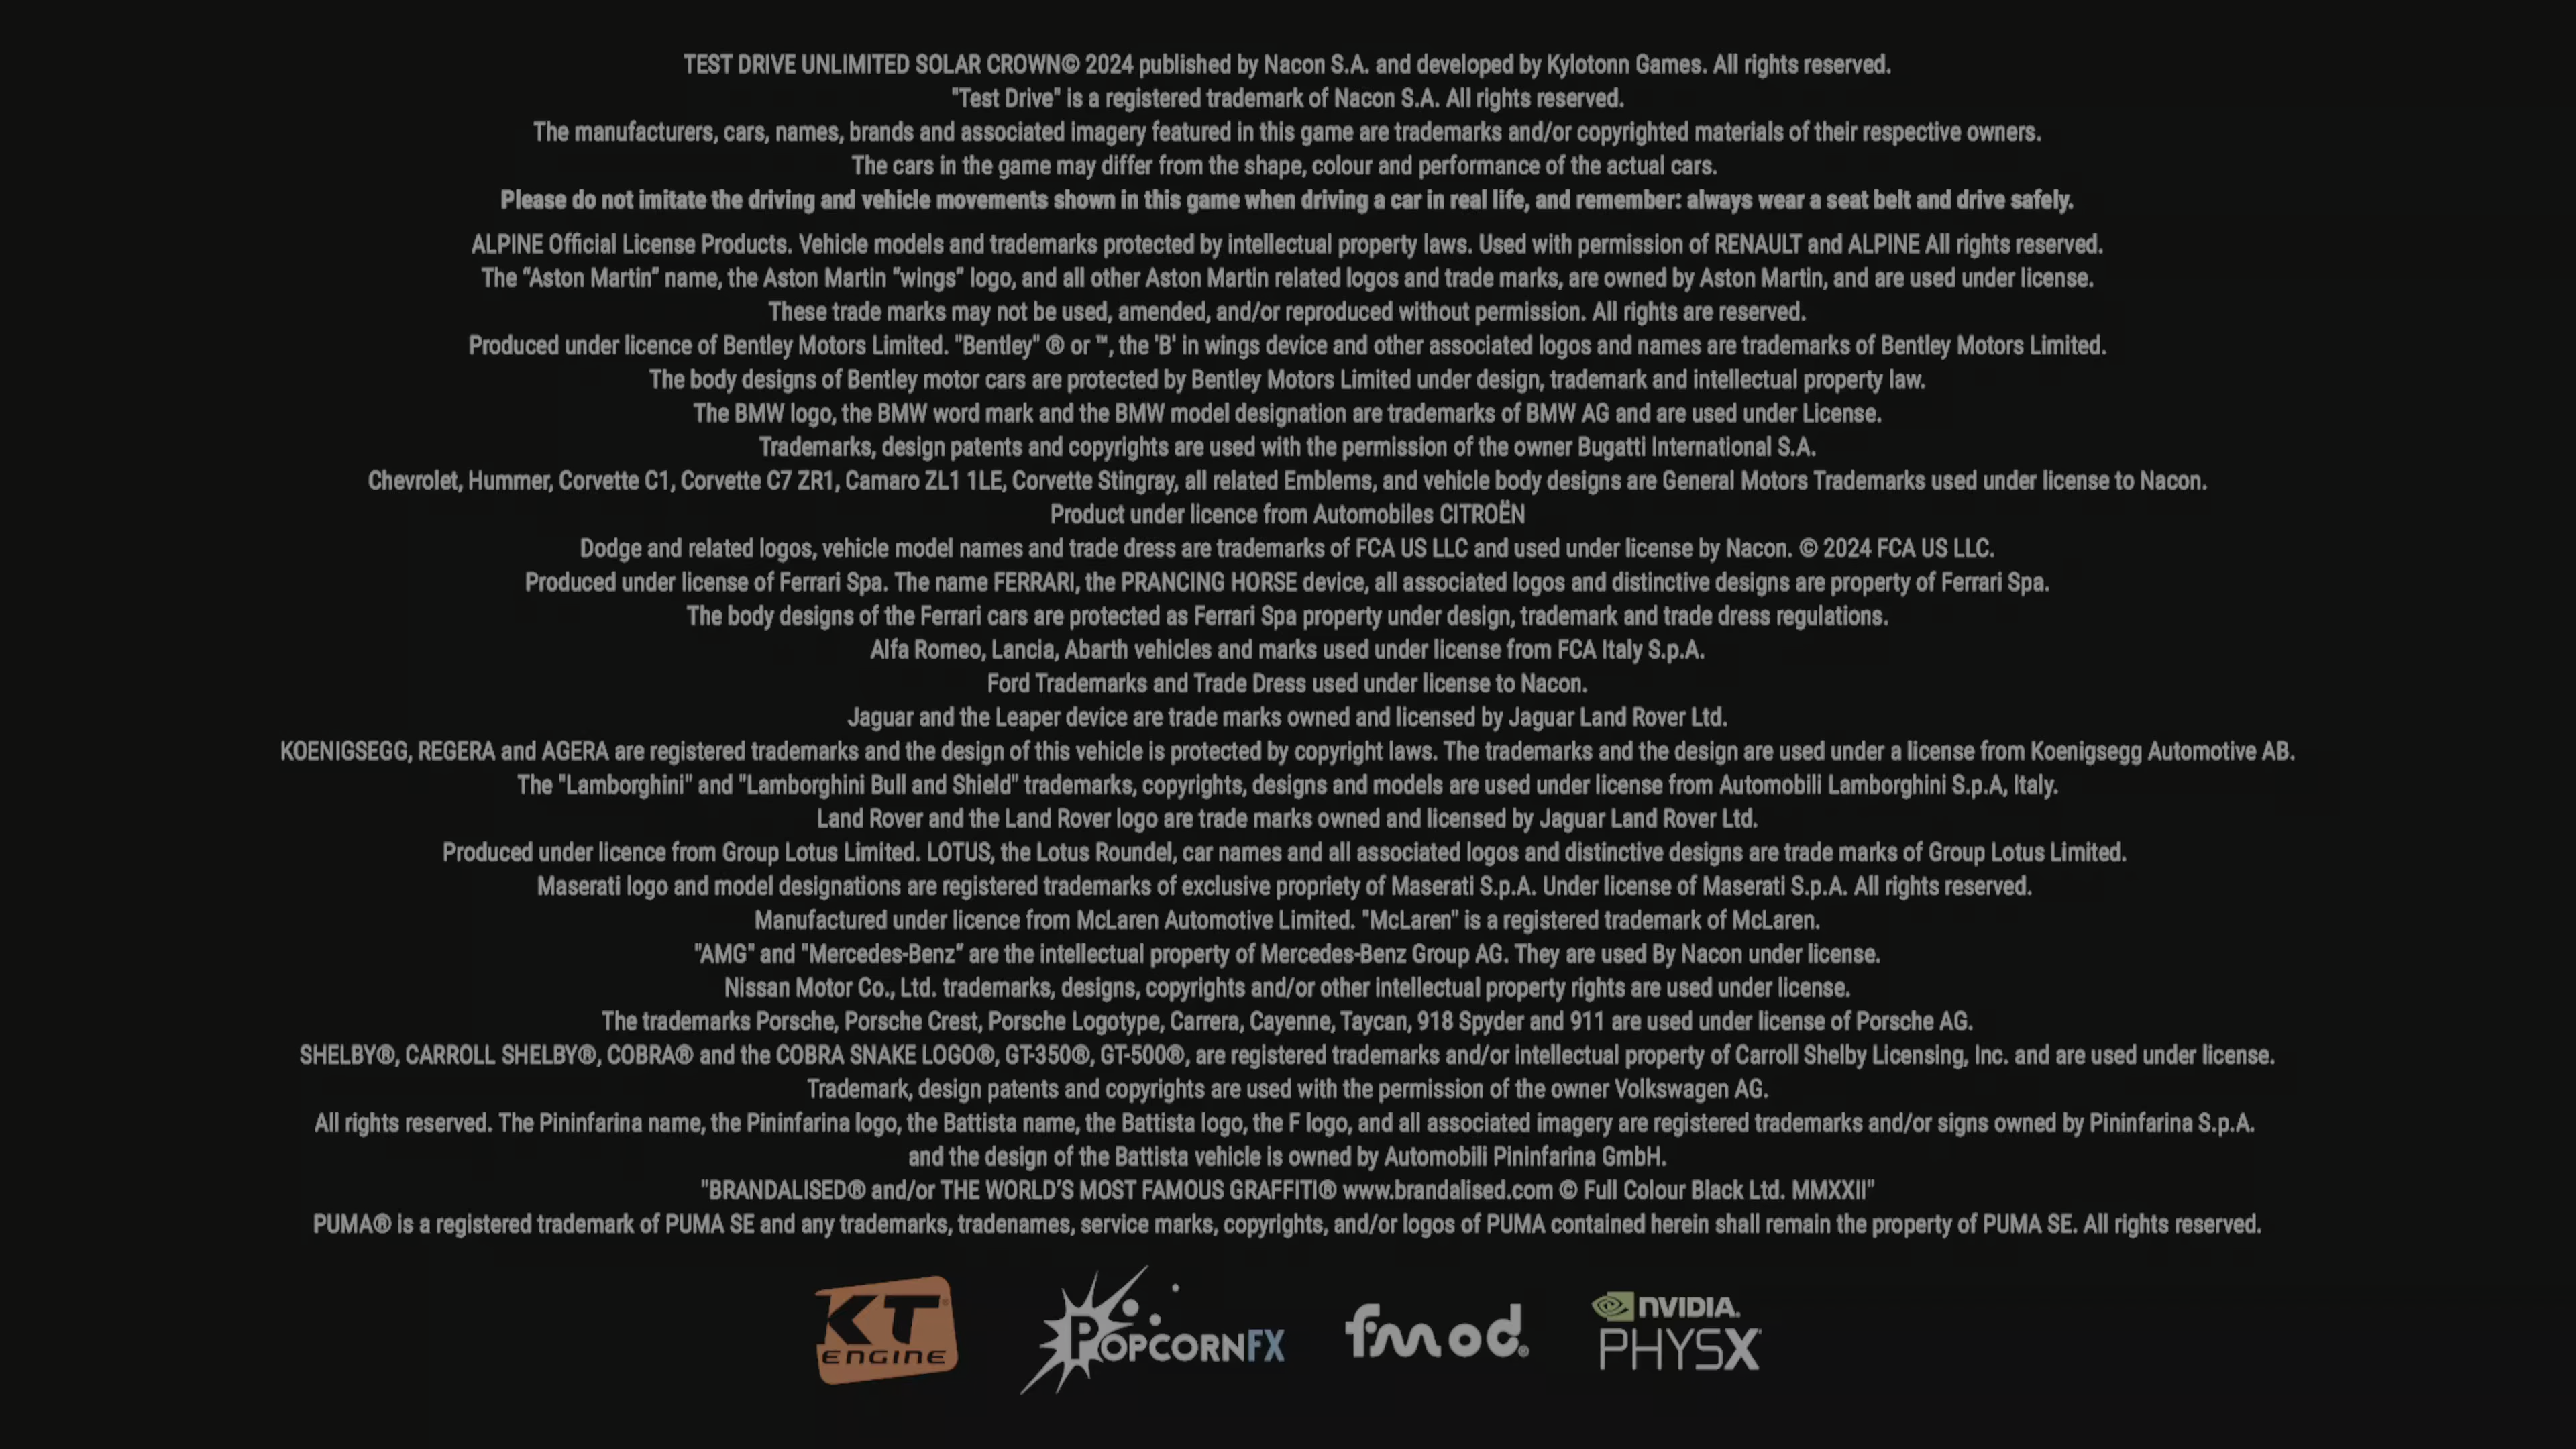 TEST DRIVE UNLIMITED SOLAR CROWN© 2024 published by Nacon S.A. and developed by Kylotonn Games. All rights reserved.
"Test Drive" is a registered trademark of Nacon S.A. All rights reserved.
The manufacturers, cars, names, brands and associated imagery featured in this game are trademarks and/or copyrighted materials of their respective owners.
The cars in the game may differ from the shape, colour and performance of the actual cars.
Please do not imitate the driving and vehicle movements shown in this game when driving a car in real life, and remember: always wear a seat belt and drive safely.
ALPINE Official License Products. Vehicle models and trademarks protected by intellectual property laws. Used with permission of RENAULT and ALPINE All rights reserved.
The “Aston Martin” name, the Aston Martin “wings” logo, and all other Aston Martin related logos and trade marks, are owned by Aston Martin, and are used under license.
These trade marks may not be used, amended, and/or reproduced without permission. All rights are reserved.
Produced under licence of Bentley Motors Limited. "Bentley" ® or ™, the 'B' in wings device and other associated logos and names are trademarks of Bentley Motors Limited.
The body designs of Bentley motor cars are protected by Bentley Motors Limited under design, trademark and intellectual property law.
The BMW logo, the BMW word mark and the BMW model designation are trademarks of BMW AG and are used under License.
Trademarks, design patents and copyrights are used with the permission of the owner Bugatti International S.A.
Chevrolet, Hummer, Corvette C1, Corvette C7 ZR1, Camaro ZL1 1LE, Corvette Stingray, all related Emblems, and vehicle body designs are General Motors Trademarks used under license to Nacon.
Product under licence from Automobiles CITROËN
Dodge and related logos, vehicle model names and trade dress are trademarks of FCA US LLC and used under license by Nacon. © 2024 FCA US LLC.
Produced under license of Ferrari Spa. The name FERRARI, the PRANCING HORSE device, all associated logos and distinctive designs are property of Ferrari Spa.
The body designs of the Ferrari cars are protected as Ferrari Spa property under design, trademark and trade dress regulations.
Alfa Romeo, Lancia, Abarth vehicles and marks used under license from FCA Italy S.p.A.
Ford Trademarks and Trade Dress used under license to Nacon.
Jaguar and the Leaper device are trade marks owned and licensed by Jaguar Land Rover Ltd.
KOENIGSEGG, REGERA and AGERA are registered trademarks and the design of this vehicle is protected by copyright laws. The trademarks and the design are used under a license from Koenigsegg Automotive AB.
The "Lamborghini" and "Lamborghini Bull and Shield" trademarks, copyrights, designs and models are used under license from Automobili Lamborghini S.p.A, Italy.
Land Rover and the Land Rover logo are trade marks owned and licensed by Jaguar Land Rover Ltd.
Produced under licence from Group Lotus Limited. LOTUS, the Lotus Roundel, car names and all associated logos and distinctive designs are trade marks of Group Lotus Limited.
Maserati logo and model designations are registered trademarks of exclusive propriety of Maserati S.p.A. Under license of Maserati S.p.A. All rights reserved.
Manufactured under licence from McLaren Automotive Limited. "McLaren" is a registered trademark of McLaren.
"AMG" and "Mercedes-Benz” are the intellectual property of Mercedes-Benz Group AG. They are used By Nacon under license.
Nissan Motor Co., Ltd. trademarks, designs, copyrights and/or other intellectual property rights are used under license.
The trademarks Porsche, Porsche Crest, Porsche Logotype, Carrera, Cayenne, Taycan, 918 Spyder and 911 are used under license of Porsche AG.
SHELBY®, CARROLL SHELBY®, COBRA® and the COBRA SNAKE LOGO®, GT-350®, GT-500®, are registered trademarks and/or intellectual property of Carroll Shelby Licensing, Inc. and are used under license.
Trademark, design patents and copyrights are used with the permission of the owner Volkswagen AG.
All rights reserved. The Pininfarina name, the Pininfarina logo, the Battista name, the Battista logo, the F logo, and all associated imagery are registered trademarks and/or signs owned by Pininfarina S.p.A.
and the design of the Battista vehicle is owned by Automobili Pininfarina GmbH.
"BRANDALISED® and/or THE WORLD’S MOST FAMOUS GRAFFITI® www.brandalised.com © Full Colour Black Ltd. MMXXII"
PUMA® is a registered trademark of PUMA SE and any trademarks, tradenames, service marks, copyrights, and/or logos of PUMA contained herein shall remain the property of PUMA SE. All rights reserved.
KT ENGINE
POPCORNFX
fmod®
NVIDIA.
PHYSX